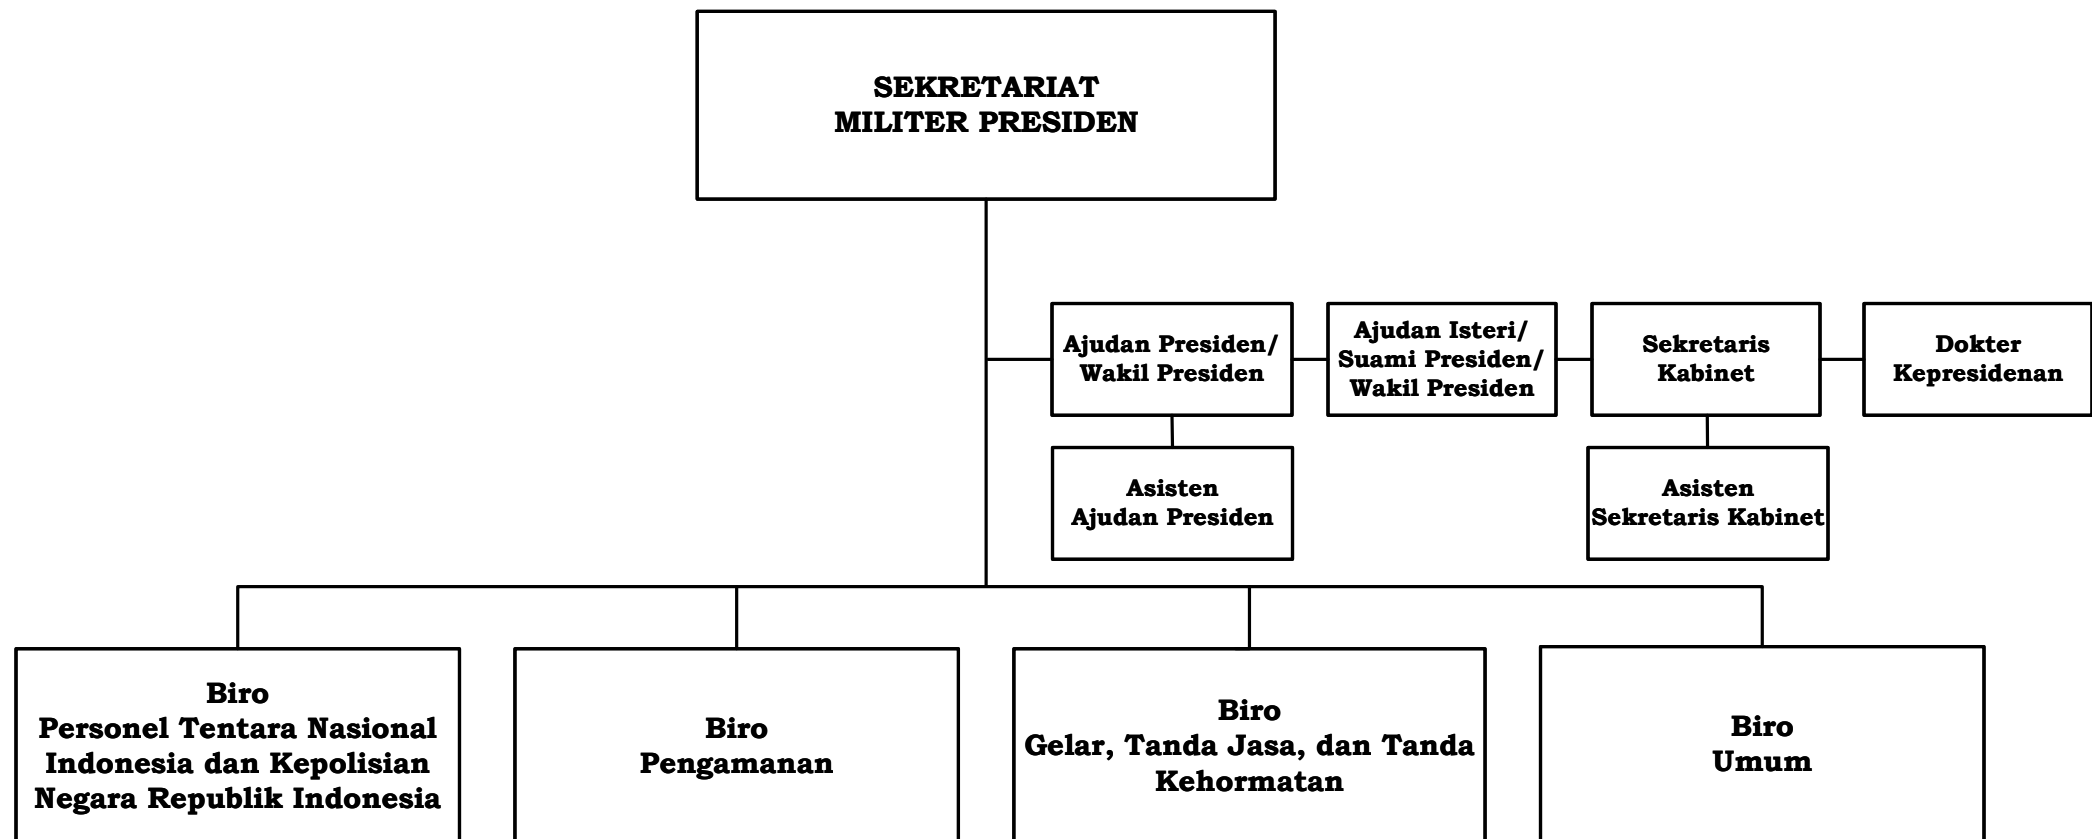 SEKRETARIAT
MILITER PRESIDEN
Ajudan Presiden/
Wakil Presiden
Ajudan Isteri/
Suami Presiden/
Wakil Presiden
Sekretaris
Kabinet
Dokter
Kepresidenan
Asisten
Ajudan Presiden
Asisten
Sekretaris Kabinet
Biro
Personel Tentara Nasional
Indonesia dan Kepolisian
Negara Republik Indonesia
Biro
Pengamanan
Biro
Gelar, Tanda Jasa, dan Tanda
Kehormatan
Biro
Umum